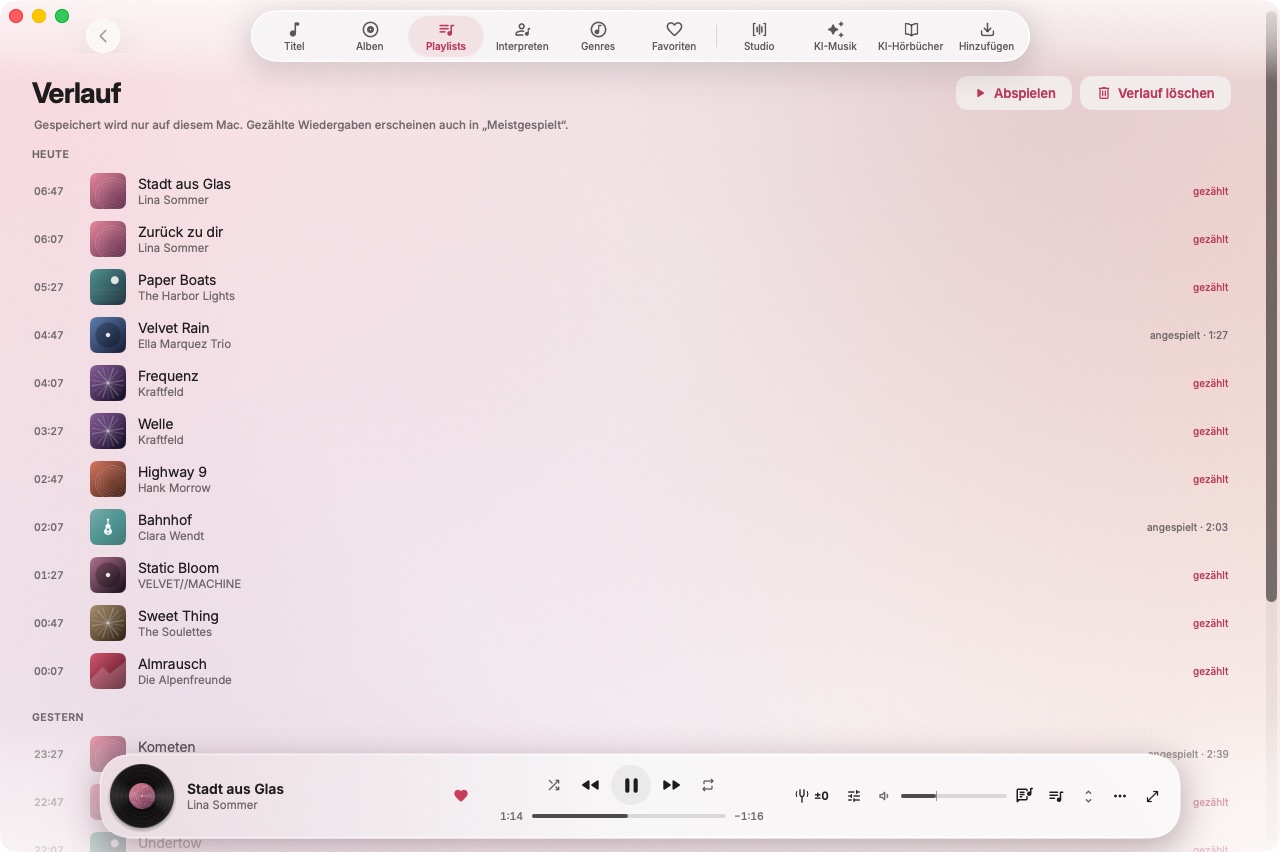 Titel
Alben
Playlists
Interpreten
Genres
Favoriten
Studio
KI-Musik
KI-Hörbücher
Hinzufügen
Verlauf
Abspielen
Verlauf löschen
Gespeichert wird nur auf diesem Mac. Gezählte Wiedergaben erscheinen auch in „Meistgespielt“.
HEUTE
06:47
Stadt aus Glas
Lina Sommer
gezählt
06:07
Zurück zu dir
Lina Sommer
gezählt
05:27
Paper Boats
The Harbor Lights
gezählt
04:47
Velvet Rain
Ella Marquez Trio
angespielt · 1:27
04:07
Frequenz
Kraftfeld
gezählt
03:27
Welle
Kraftfeld
gezählt
02:47
Highway 9
Hank Morrow
gezählt
02:07
Bahnhof
Clara Wendt
angespielt · 2:03
01:27
Static Bloom
VELVET//MACHINE
gezählt
00:47
Sweet Thing
The Soulettes
gezählt
00:07
Almrausch
Die Alpenfreunde
gezählt
GESTERN
23:27
Kometen
angespielt · 2:39
22:47
gezählt
Stadt aus Glas
Lina Sommer
1:14
−1:16
±0
22:07
Undertow
gezählt